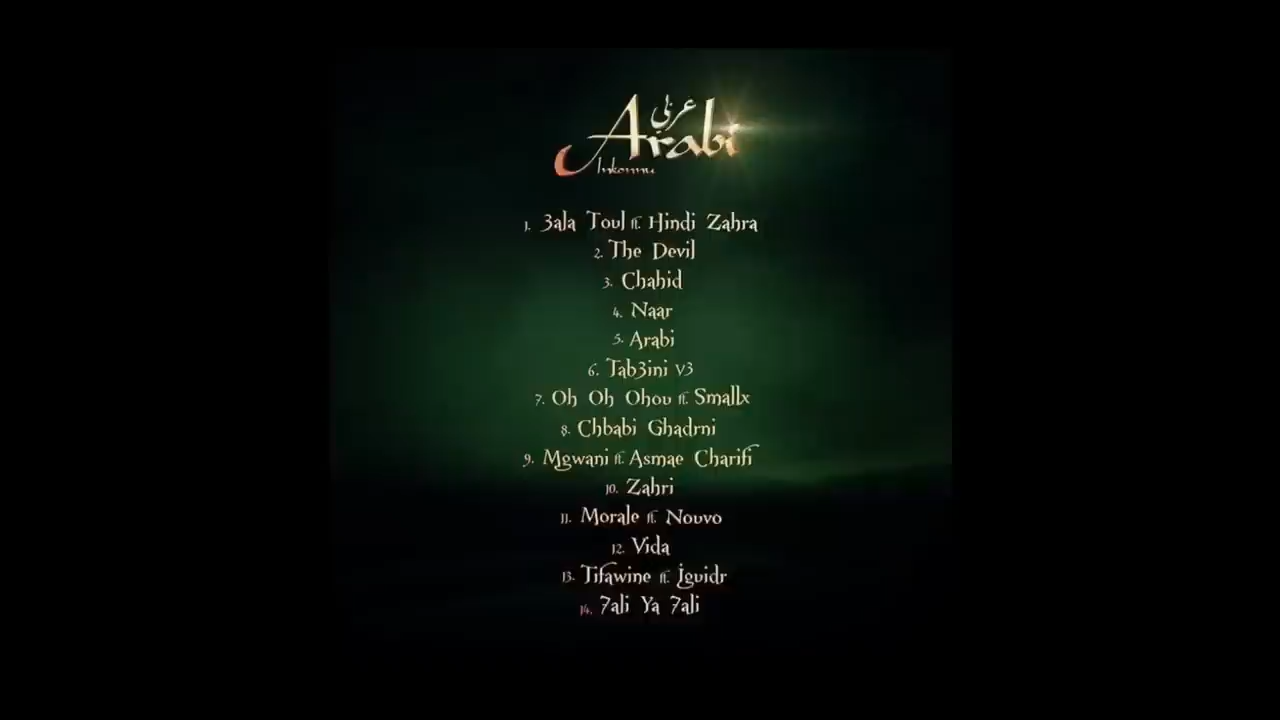 عربي
Arabi
Inkonnu
1. 3ala Toul ft. Hindi Zahra
2. The Devil
3. Chahid
4. Naar
5. Arabi
6. Tab3ini V3
7. Oh Oh Ohou ft. Smallx
8. Chbabi Ghadrni
9. Mgwani ft. Asmae Charifi
10. Zahri
11. Morale ft. Nouvo
12. Vida
13. Tifawine ft. Iguidr
14. 7ali Ya 7ali